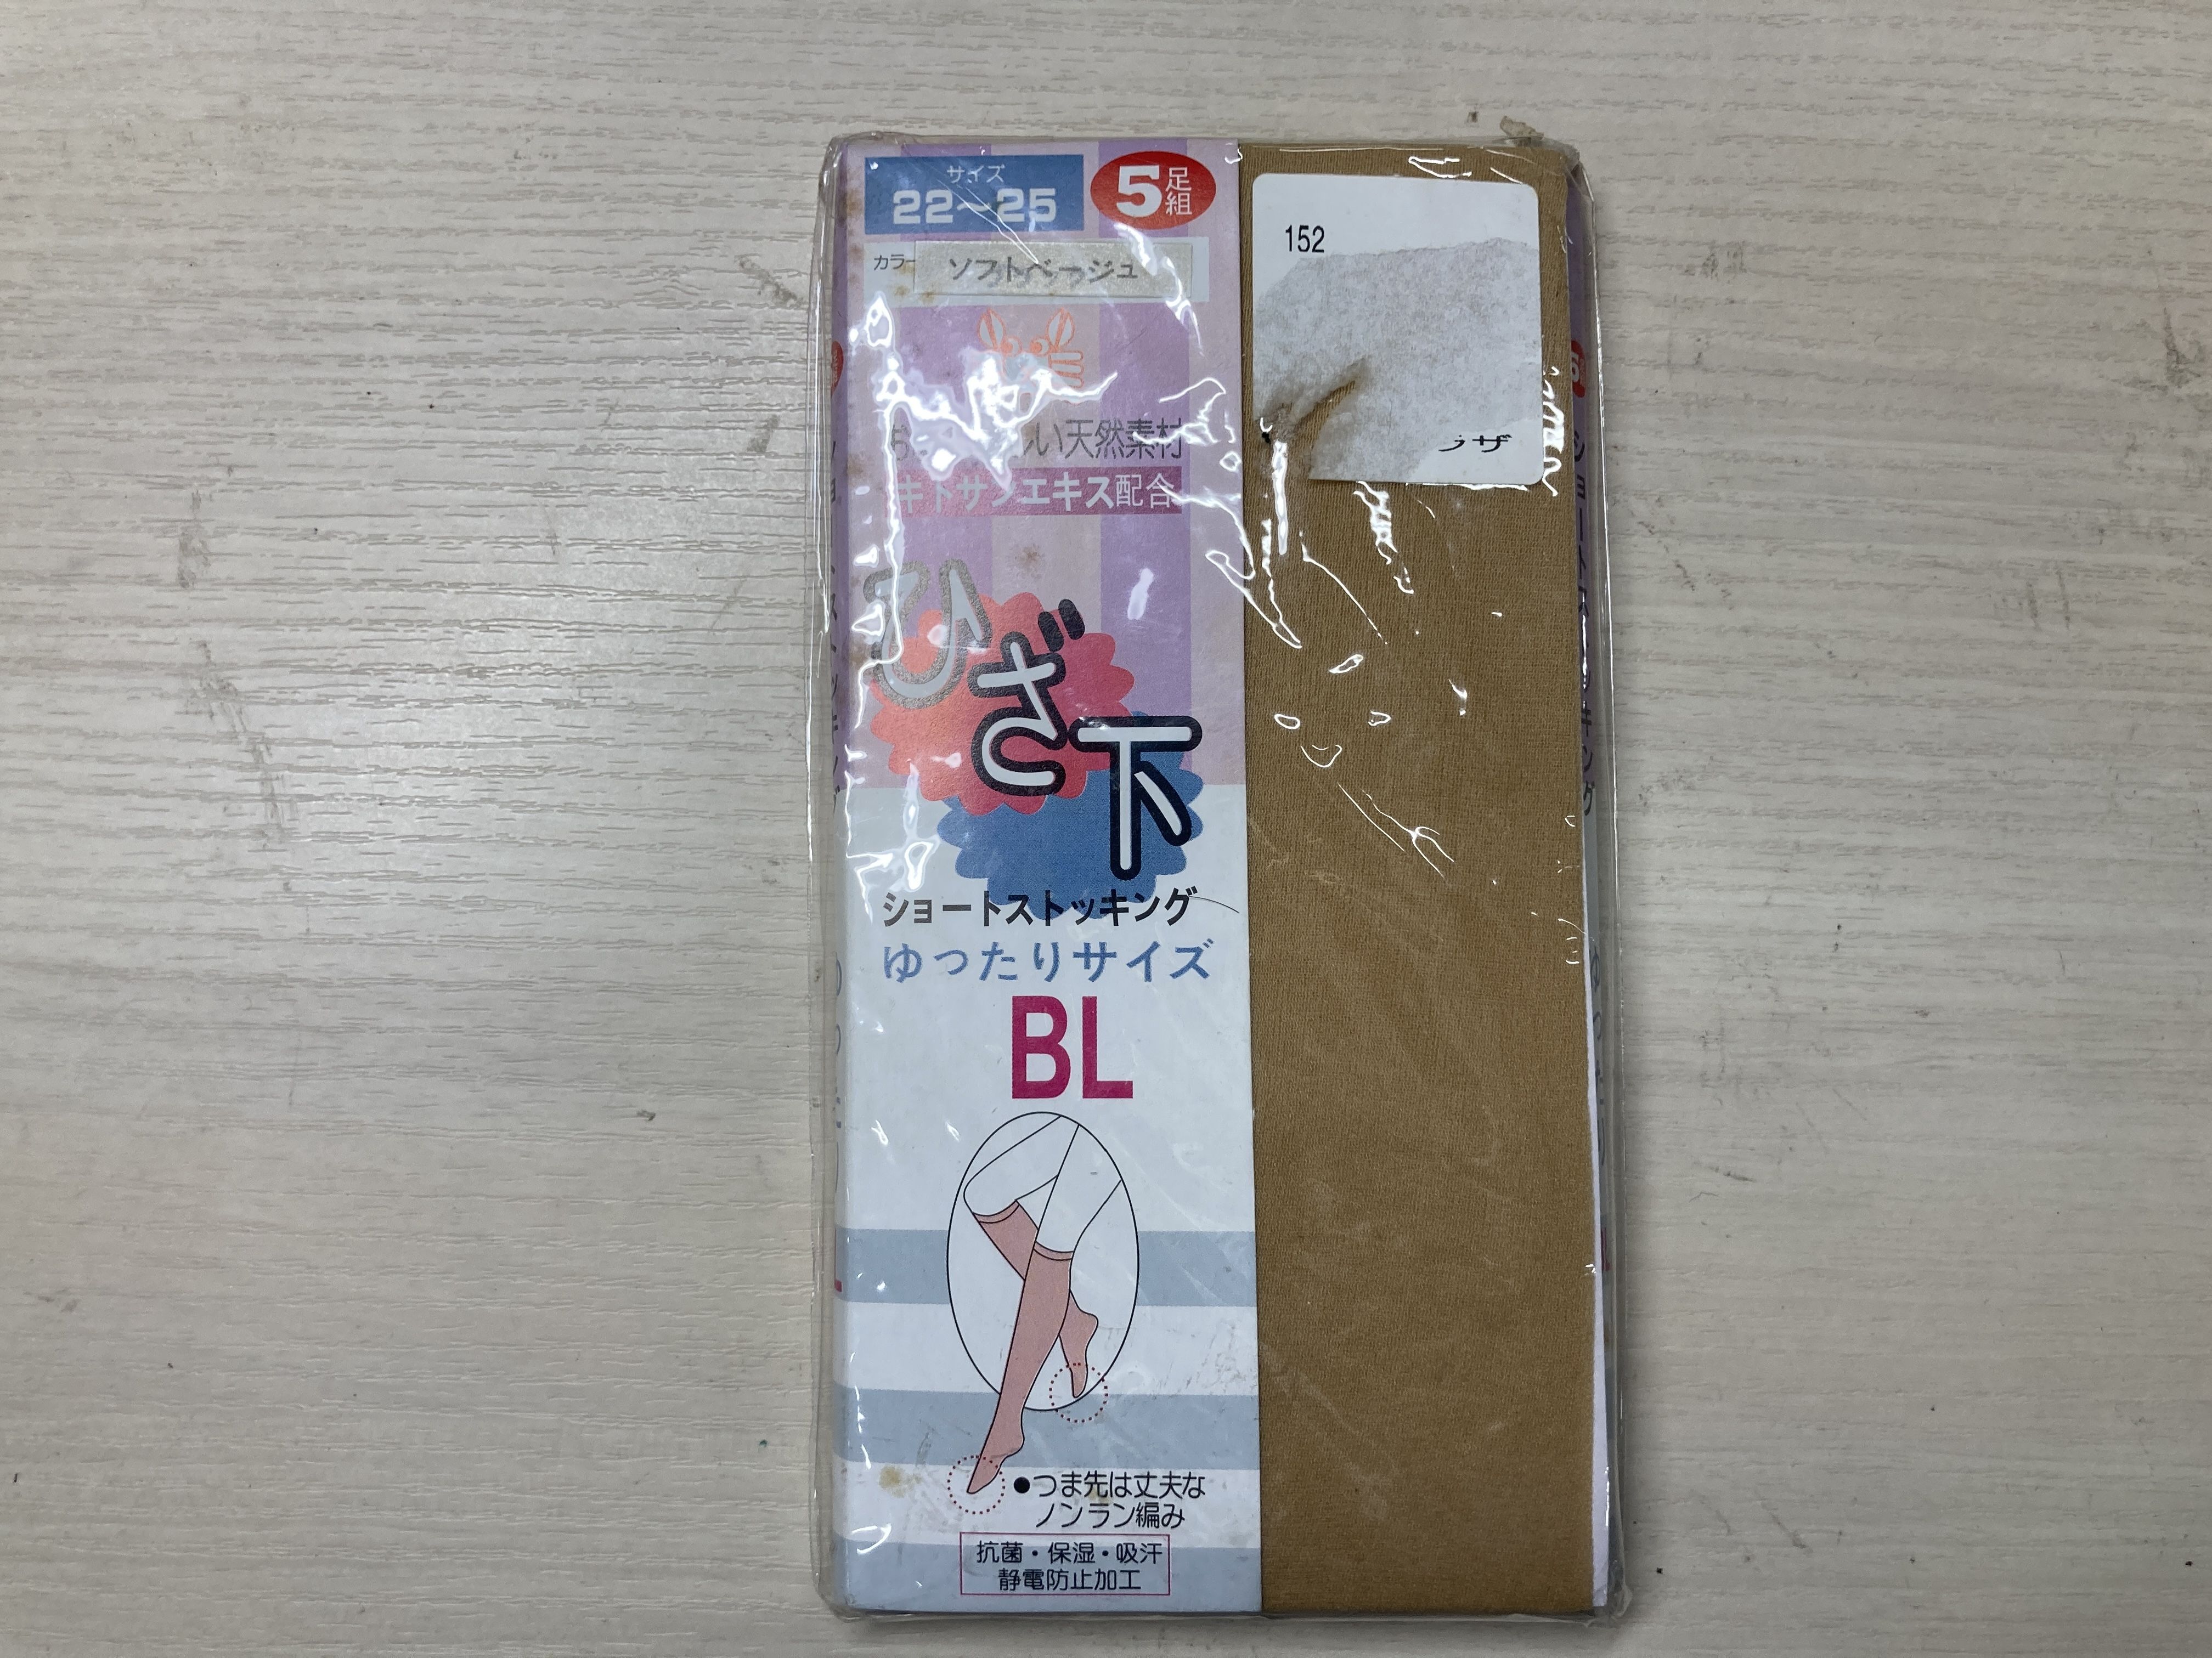 サイズ
22～25
5足組
カラー ソフトベージュ
い天然素材
キトサンエキス配合
ひざ下
ショートストッキング
ゆったりサイズ
BL
●つま先は丈夫な
ノンラン編み
抗菌・保湿・吸汗
静電防止加工
152
ザ